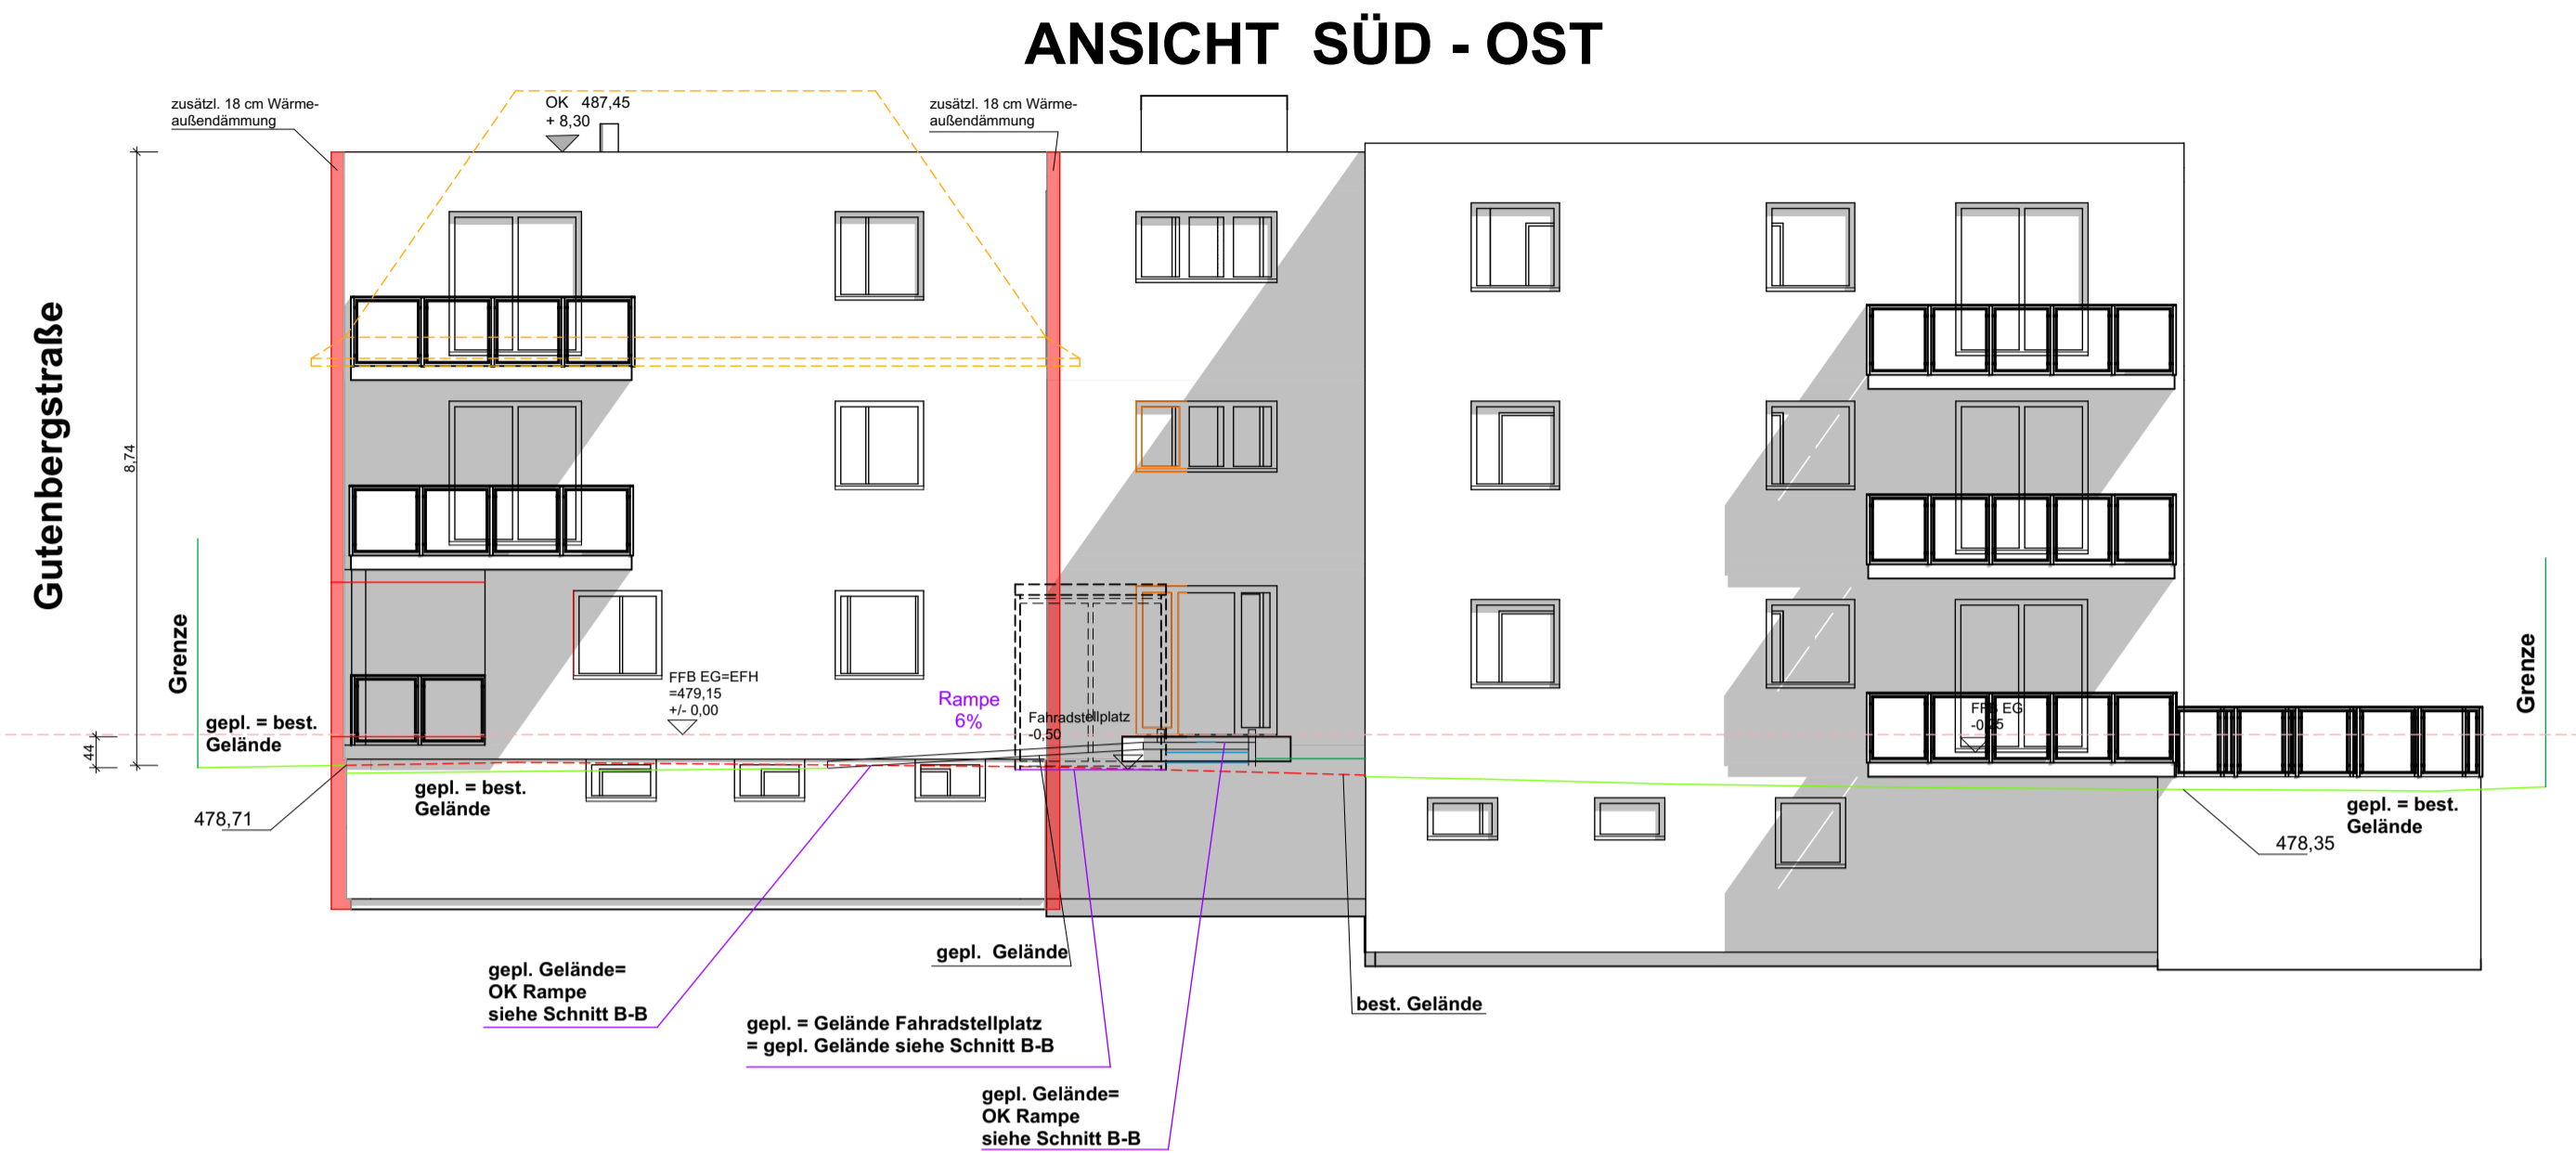 ANSICHT SÜD - OST
zusätzl. 18 cm Wärme-
außendämmung
OK 487,45
+ 8,30
zusätzl. 18 cm Wärme-
außendämmung
Gutenbergstraße
8,74
44
Grenze
gepl. = best.
Gelände
478,71
gepl. = best.
Gelände
FFB EG=EFH
=479,15
+/- 0,00
Rampe
6%
Fahradstellplatz
-0,50
FFB EG
Grenze
gepl. = best.
Gelände
478,35
gepl. Gelände
gepl. Gelände=
OK Rampe
siehe Schnitt B-B
best. Gelände
gepl. = Gelände Fahradstellplatz
= gepl. Gelände siehe Schnitt B-B
gepl. Gelände=
OK Rampe
siehe Schnitt B-B